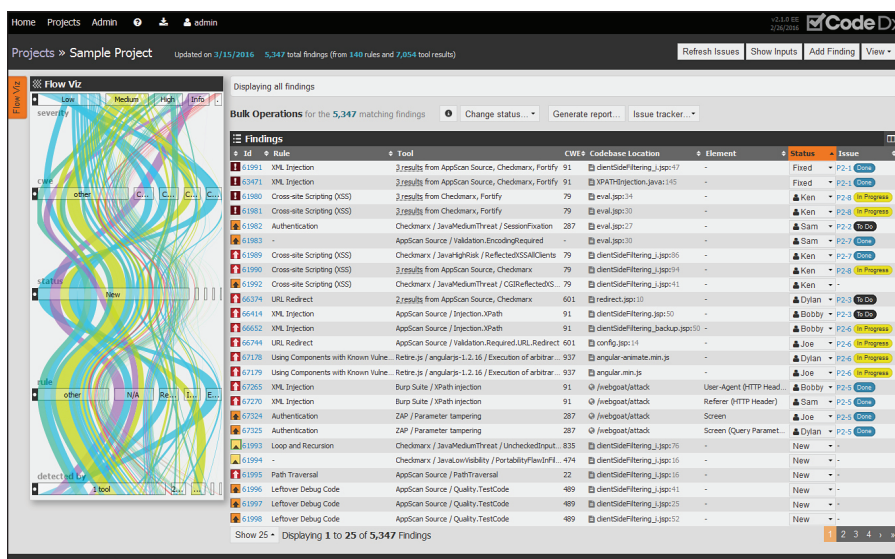 Home Projects Admin admin v2.1.0 EE 2/26/2016 Code Dx
Projects » Sample Project Updated on 3/15/2016 5,347 total findings (from 140 rules and 7,054 tool results) Refresh Issues Show Inputs Add Finding View
Flow Viz
Flow Viz
Low Medium High Info .
severity
cwe
other C... C... C... C...
status
New
rule
other N/A Re... I... E...
detected by
1 tool 2... ...
Displaying all findings
Bulk Operations for the 5,347 matching findings Change status... Generate report... Issue tracker...
Findings
Id Rule Tool CWE Codebase Location Element Status Issue
61991 XML Injection 3 results from AppScan Source, Checkmarx, Fortify 91 clientSideFiltering_i.jsp:47 - Fixed P2-1 Done
63471 XML Injection 3 results from AppScan Source, Checkmarx, Fortify 91 XPATHInjection.java:145 - Fixed P2-1 Done
61980 Cross-site Scripting (XSS) 2 results from Checkmarx, Fortify 79 eval.jsp:34 - Ken P2-8 In Progress
61981 Cross-site Scripting (XSS) 2 results from Checkmarx, Fortify 79 eval.jsp:30 - Ken P2-8 In Progress
61982 Authentication Checkmarx / JavaMediumThreat / SessionFixation 287 eval.jsp:27 - Sam P2-2 To Do
61983 - AppScan Source / Validation.EncodingRequired - eval.jsp:30 - Sam P2-7 Done
61989 Cross-site Scripting (XSS) Checkmarx / JavaHighRisk / ReflectedXSSAllClients 79 clientSideFiltering_i.jsp:86 - Ken P2-7 Done
61990 Cross-site Scripting (XSS) 3 results from AppScan Source, Checkmarx 79 clientSideFiltering_i.jsp:94 - Ken P2-8 In Progress
61992 Cross-site Scripting (XSS) Checkmarx / JavaMediumThreat / CGIReflectedXS... 79 clientSideFiltering_i.jsp:41 - Ken -
66374 URL Redirect 2 results from AppScan Source, Checkmarx 601 redirect.jsp:10 - Dylan P2-3 To Do
66414 XML Injection AppScan Source / Injection.XPath 91 clientSideFiltering.jsp:50 - Bobby P2-3 To Do
66652 XML Injection AppScan Source / Injection.XPath 91 clientSideFiltering_backup.jsp:50 - Bobby P2-6 In Progress
66744 URL Redirect AppScan Source / Validation.Required.URL.Redirect 601 config.jsp:14 - Joe P2-6 In Progress
67178 Using Components with Known Vulne... Retire.js / angularjs-1.2.16 / Execution of arbitrar... 937 angular-animate.min.js - Dylan P2-6 In Progress
67179 Using Components with Known Vulne... Retire.js / angularjs-1.2.16 / Execution of arbitrar... 937 angular.min.js - Joe P2-6 In Progress
67265 XML Injection Burp Suite / XPath injection 91 /webgoat/attack User-Agent (HTTP Head... Bobby P2-5 Done
67270 XML Injection Burp Suite / XPath injection 91 /webgoat/attack Referer (HTTP Header) Sam P2-5 Done
67324 Authentication ZAP / Parameter tampering 287 /webgoat/attack Screen Joe P2-5 Done
67325 Authentication ZAP / Parameter tampering 287 /webgoat/attack Screen (Query Paramet... Dylan P2-5 Done
61993 Loop and Recursion Checkmarx / JavaMediumThreat / UncheckedInput... 835 clientSideFiltering_i.jsp:76 - New -
61994 - Checkmarx / JavaLowVisibility / PortabilityFlawInFil... 474 clientSideFiltering_i.jsp:16 - New -
61995 Path Traversal AppScan Source / PathTraversal 22 clientSideFiltering_i.jsp:16 - New -
61996 Leftover Debug Code AppScan Source / Quality.TestCode 489 clientSideFiltering_i.jsp:41 - New -
61997 Leftover Debug Code AppScan Source / Quality.TestCode 489 clientSideFiltering_i.jsp:25 - New -
61998 Leftover Debug Code AppScan Source / Quality.TestCode 489 clientSideFiltering_i.jsp:52 - New -
Show 25 Displaying 1 to 25 of 5,347 Findings 1 2 3 4 › »